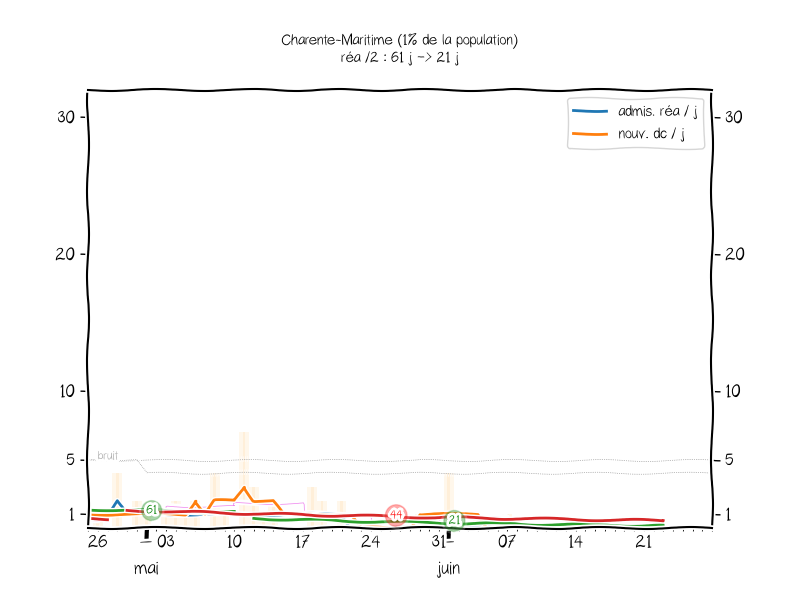 Charente-Maritime (1% de la population)
réa /2 : 61 j -> 21 j
admis. réa / j
nouv. dc / j
30 30
20 20
10 10
5 bruit 5
1 61 44 21 1
26 03 10 17 24 31 07 14 21
mai juin